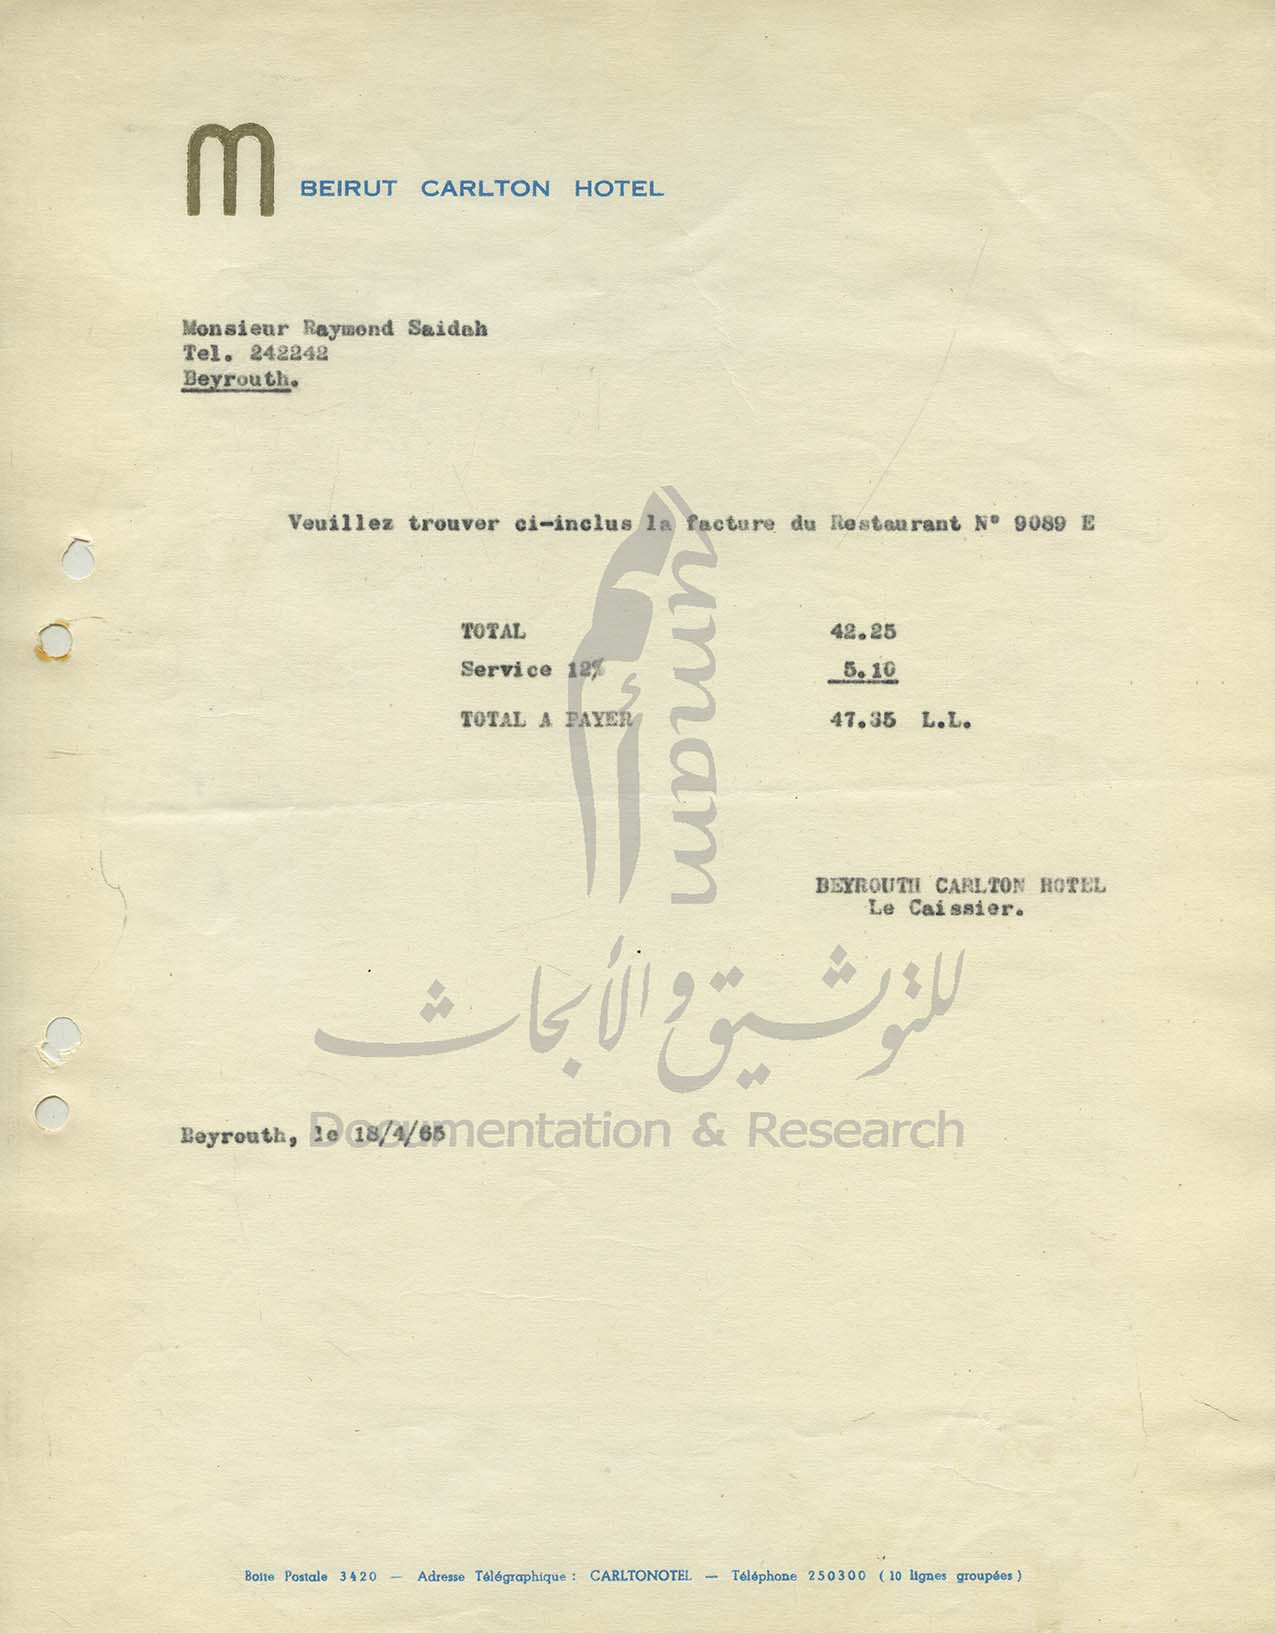 m BEIRUT CARLTON HOTEL
Monsieur Raymond Saidah
Tel. 242242
Beyrouth.
Veuillez trouver ci-inclus la facture du Restaurant N° 9089 E
TOTAL 42.25
Service 12% 5.10
TOTAL A PAYER 47.35 L.L.
أمم
umam
BEYROUTH CARLTON HOTEL
Le Caissier.
للتوثيق والأبحاث
Documentation & Research
Beyrouth, le 18/4/65
Boite Postale 3420 — Adresse Télégraphique : CARLTONOTEL — Téléphone 250300 ( 10 lignes groupées )